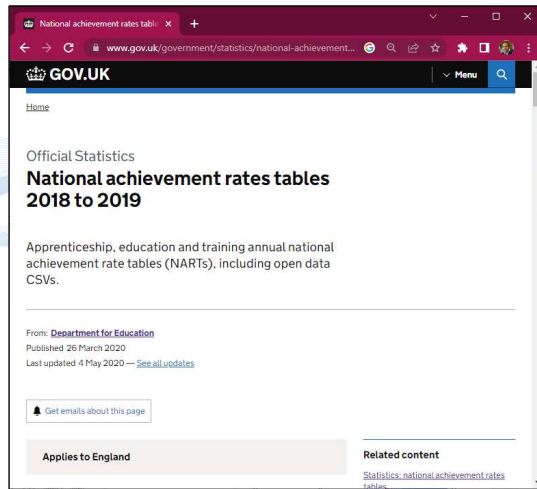 National achievement rates table
www.gov.uk/government/statistics/national-achievement...
GOV.UK
Menu
Home
Official Statistics
National achievement rates tables
2018 to 2019
Apprenticeship, education and training annual national
achievement rate tables (NARTs), including open data
CSVs.
From: Department for Education
Published 26 March 2020
Last updated 4 May 2020 — See all updates
Get emails about this page
Applies to England
Related content
Statistics: national achievement rates
tables